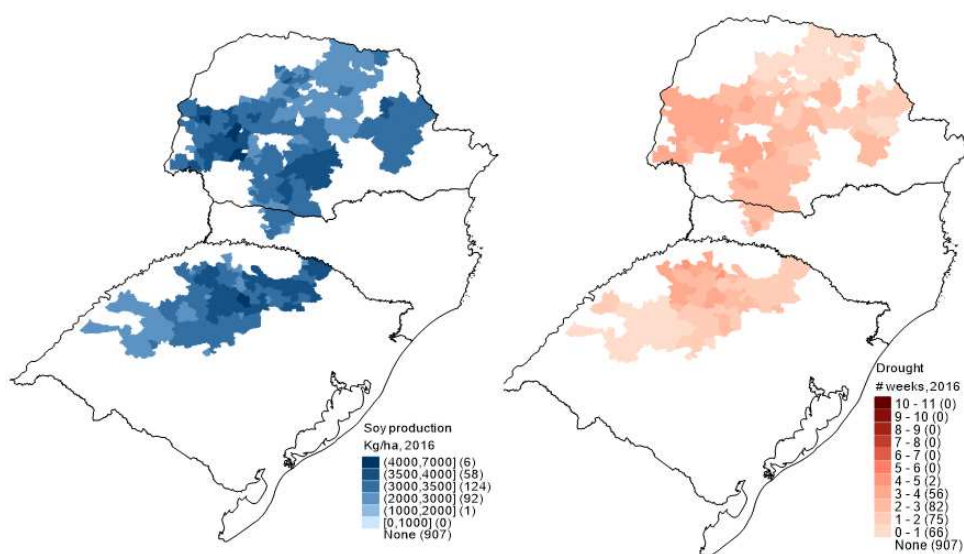 Soy production
Kg/ha, 2016
(4000,7000] (6)
(3500,4000] (58)
(3000,3500] (124)
(2000,3000] (92)
(1000,2000] (1)
[0,1000] (0)
None (907)
Drought
# weeks, 2016
10 - 11 (0)
9 - 10 (0)
8 - 9 (0)
7 - 8 (0)
6 - 7 (0)
5 - 6 (0)
4 - 5 (2)
3 - 4 (56)
2 - 3 (82)
1 - 2 (75)
0 - 1 (66)
None (907)